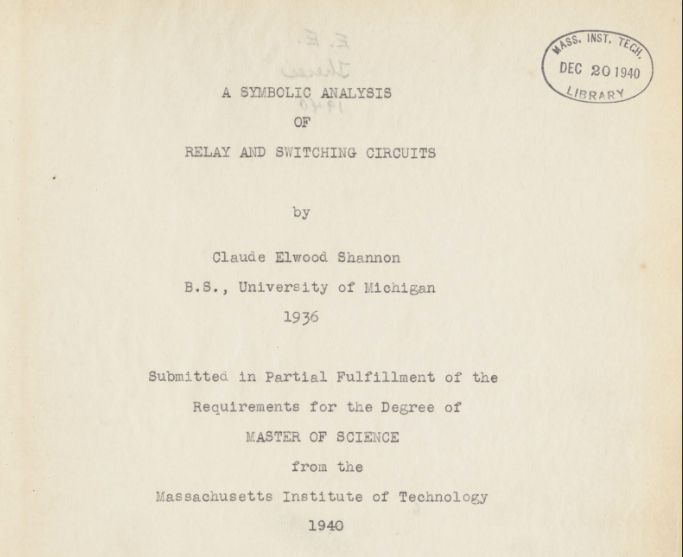 E. E.
Thesis
1940
MASS. INST. TECH.
DEC 20 1940
LIBRARY
A SYMBOLIC ANALYSIS
OF
RELAY AND SWITCHING CIRCUITS
by
Claude Elwood Shannon
B.S., University of Michigan
1936
Submitted in Partial Fulfillment of the
Requirements for the Degree of
MASTER OF SCIENCE
from the
Massachusetts Institute of Technology
1940